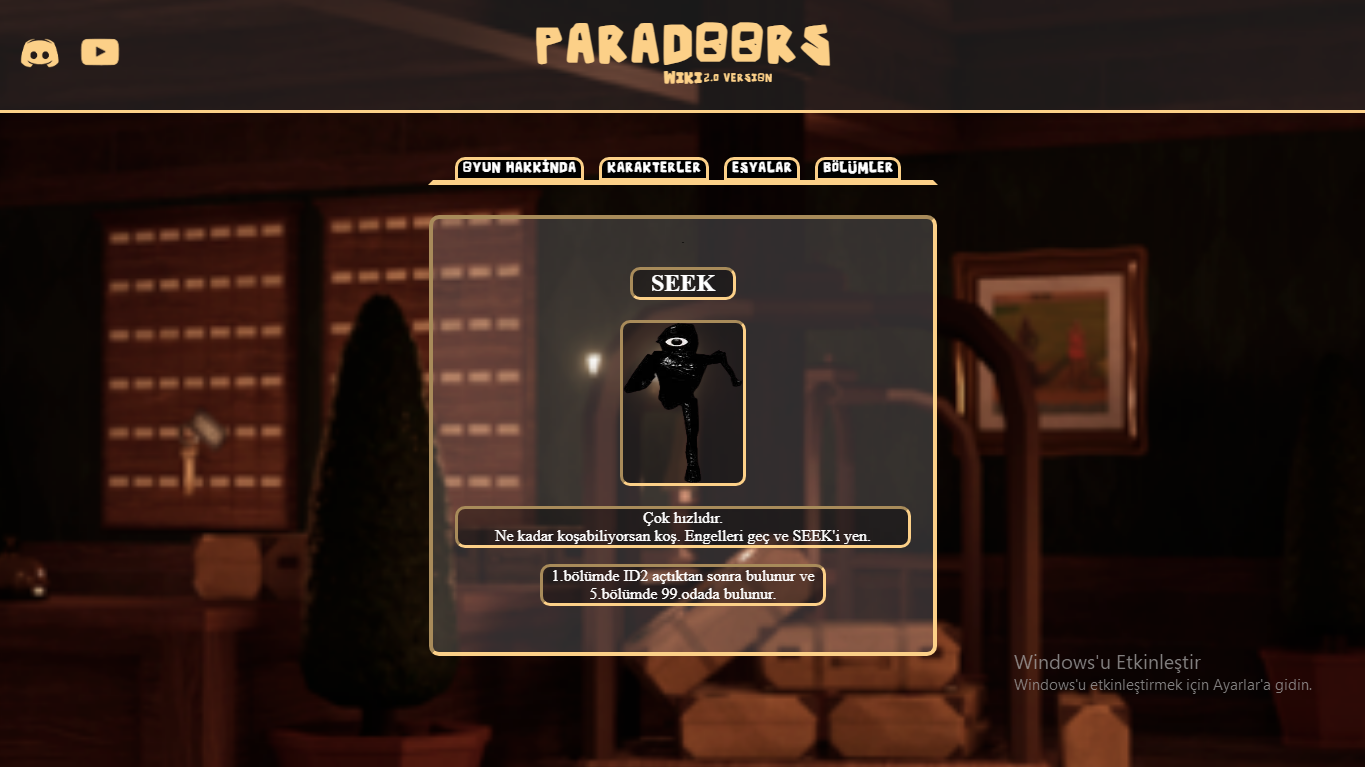 PARADOORS
WIKI 2.0 VERSION
OYUN HAKKİNDA KARAKTERLER EŞYALAR BÖLÜMLER
SEEK
Çok hızlıdır.
Ne kadar koşabiliyorsan koş. Engelleri geç ve SEEK'i yen.
1.bölümde ID2 açtıktan sonra bulunur ve
5.bölümde 99.odada bulunur.
Windows'u Etkinleştir
Windows'u etkinleştirmek için Ayarlar'a gidin.